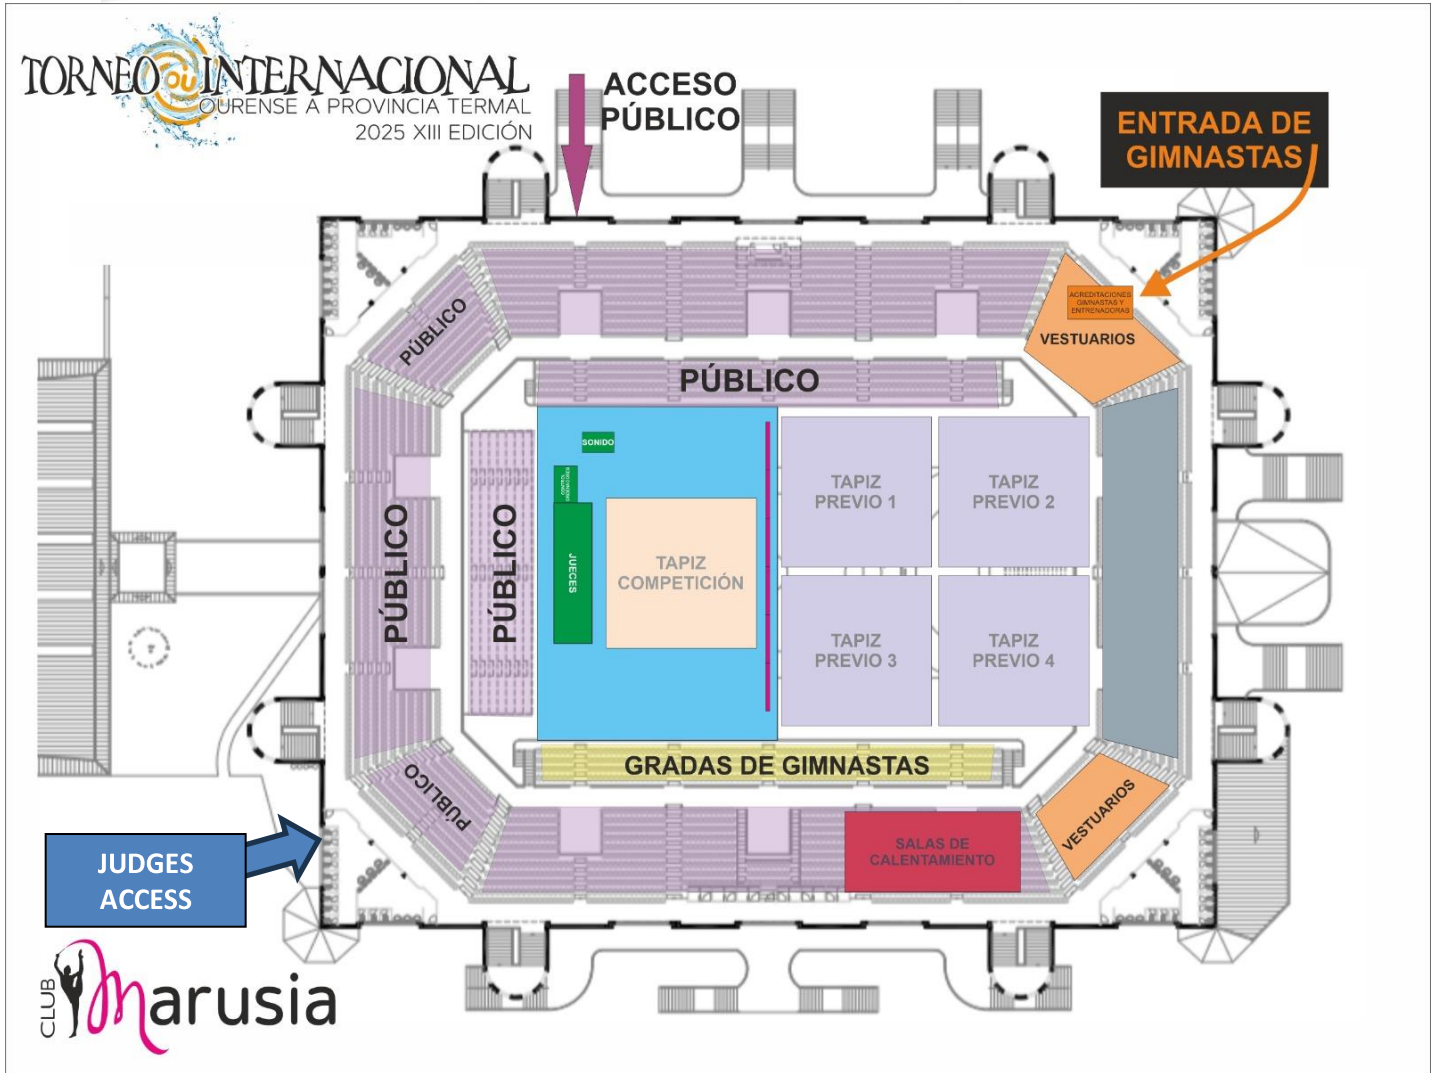 TORNEO OU INTERNACIONAL
OURENSE A PROVINCIA TERMAL
2025 XIII EDICIÓN
ACCESO
PÚBLICO
ENTRADA DE
GIMNASTAS
ACREDITACIONES
GIMNASTAS Y
ENTRENADORAS
VESTUARIOS
PÚBLICO
PÚBLICO
SONIDO
JUECES
TAPIZ
COMPETICIÓN
TAPIZ
PREVIO 1
TAPIZ
PREVIO 2
PÚBLICO
PÚBLICO
TAPIZ
PREVIO 3
TAPIZ
PREVIO 4
GRADAS DE GIMNASTAS
PÚBLICO
VESTUARIOS
SALAS DE
CALENTAMIENTO
JUDGES
ACCESS
CLUB
marusia